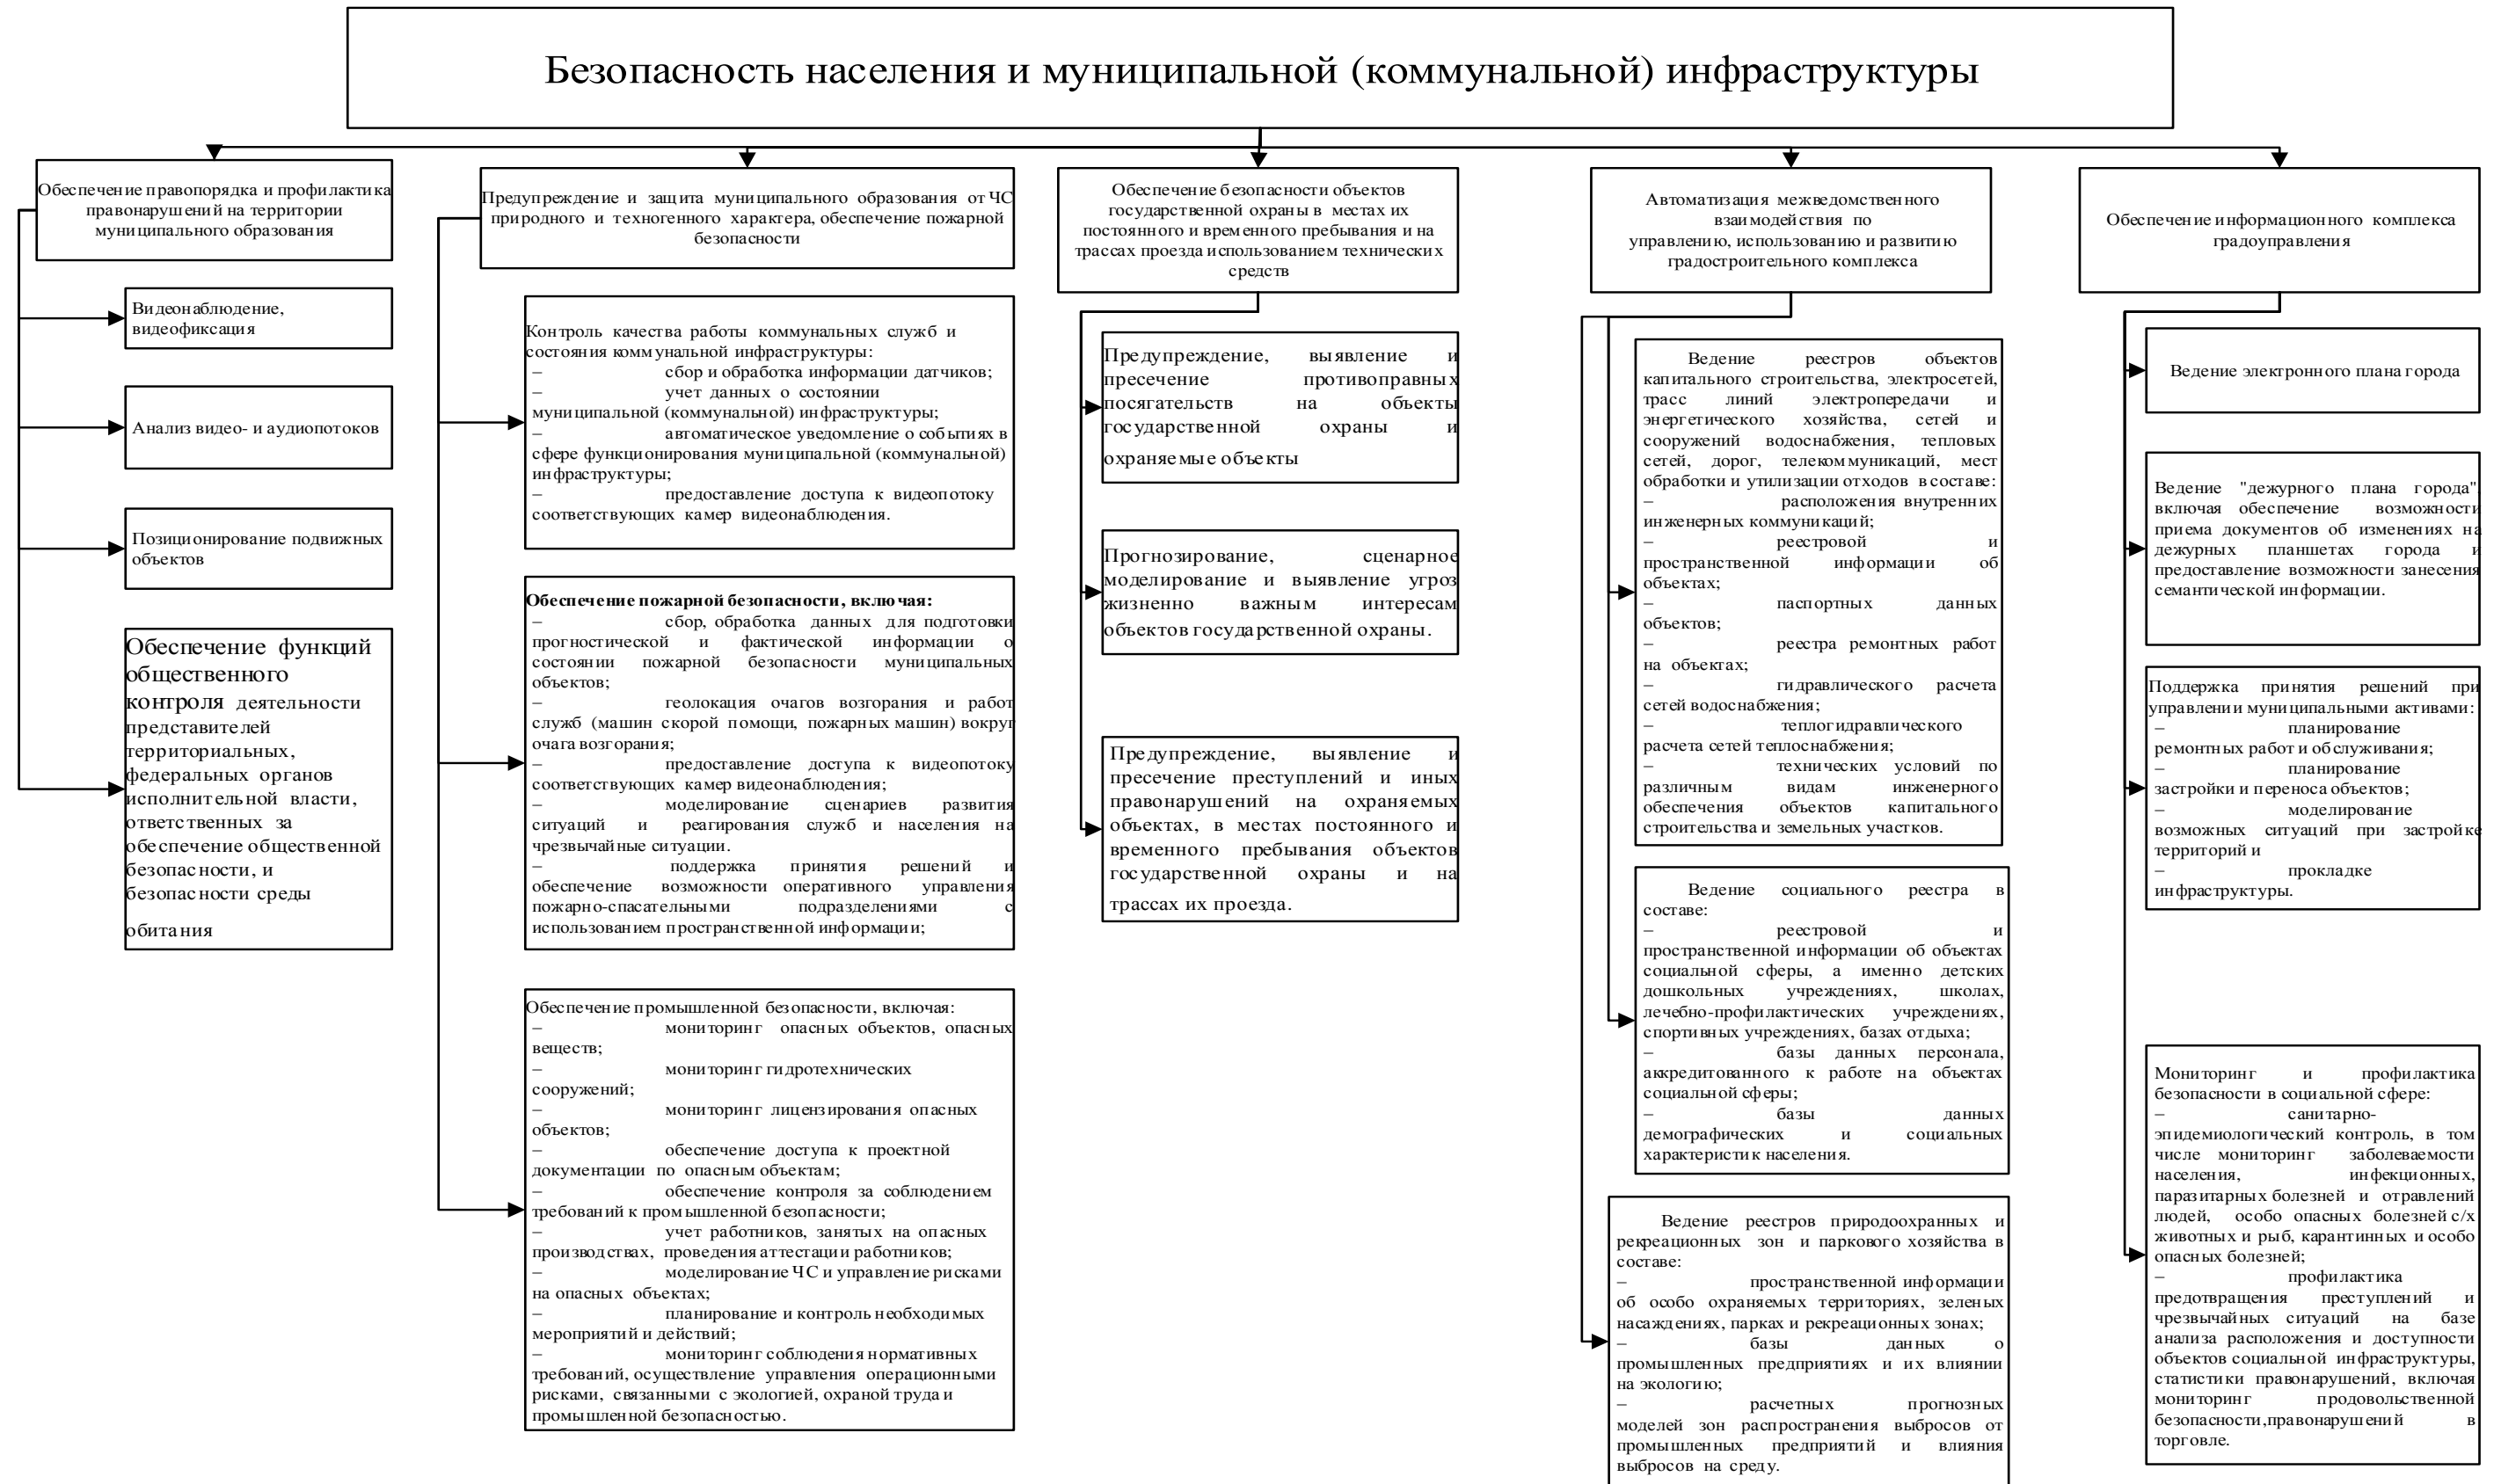 Безопасность населения и муниципальной (коммунальной) инфраструктуры
Обеспечение правопорядка и профилактика
правонарушений на территории
муниципального образования
Видеонаблюдение,
видеофиксация
Анализ видео- и аудиопотоков
Позиционирование подвижных
объектов
Обеспечение функций
общественного
контроля деятельности
представителей
территориальных,
федеральных органов
исполнительной власти,
ответственных за
обеспечение общественной
безопасности, и
безопасности среды
обитания
Предупреждение и защита муниципального образования от ЧС
природного и техногенного характера, обеспечение пожарной
безопасности
Контроль качества работы коммунальных служб и
состояния коммунальной инфраструктуры:
– сбор и обработка информации датчиков;
– учет данных о состоянии
муниципальной (коммунальной) инфраструктуры;
– автоматическое уведомление о событиях в
сфере функционирования муниципальной (коммунальной)
инфраструктуры;
– предоставление доступа к видеопотоку
соответствующих камер видеонаблюдения.
Обеспечение пожарной безопасности, включая:
– сбор, обработка данных для подготовки
прогностической и фактической информации о
состоянии пожарной безопасности муниципальных
объектов;
– геолокация очагов возгорания и работ
служб (машин скорой помощи, пожарных машин) вокруг
очага возгорания;
– предоставление доступа к видеопотоку
соответствующих камер видеонаблюдения;
– моделирование сценариев развития
ситуаций и реагирования служб и населения на
чрезвычайные ситуации.
– поддержка принятия решений и
обеспечение возможности оперативного управления
пожарно-спасательными подразделениями с
использованием пространственной информации;
Обеспечение промышленной безопасности, включая:
– мониторинг опасных объектов, опасных
веществ;
– мониторинг гидротехнических
сооружений;
– мониторинг лицензирования опасных
объектов;
– обеспечение доступа к проектной
документации по опасным объектам;
– обеспечение контроля за соблюдением
требований к промышленной безопасности;
– учет работников, занятых на опасных
производствах, проведения аттестации работников;
– моделирование ЧС и управление рисками
на опасных объектах;
– планирование и контроль необходимых
мероприятий и действий;
– мониторинг соблюдения нормативных
требований, осуществление управления операционными
рисками, связанными с экологией, охраной труда и
промышленной безопасностью.
Обеспечение безопасности объектов
государственной охраны в местах их
постоянного и временного пребывания и на
трассах проезда использованием технических
средств
Предупреждение, выявление и
пресечение противоправных
посягательств на объекты
государственной охраны и
охраняемые объекты
Прогнозирование, сценарное
моделирование и выявление угроз
жизненно важным интересам
объектов государственной охраны.
Предупреждение, выявление и
пресечение преступлений и иных
правонарушений на охраняемых
объектах, в местах постоянного и
временного пребывания объектов
государственной охраны и на
трассах их проезда.
Автоматизация межведомственного
взаимодействия по
управлению, использованию и развитию
градостроительного комплекса
Ведение реестров объектов
капитального строительства, электросетей,
трасс линий электропередачи и
энергетического хозяйства, сетей и
сооружений водоснабжения, тепловых
сетей, дорог, телекоммуникаций, мест
обработки и утилизации отходов в составе:
– расположения внутренних
инженерных коммуникаций;
– реестровой и
пространственной информации об
объектах;
– паспортных данных
объектов;
– реестра ремонтных работ
на объектах;
– гидравлического расчета
сетей водоснабжения;
– теплогидравлического
расчета сетей теплоснабжения;
– технических условий по
различным видам инженерного
обеспечения объектов капитального
строительства и земельных участков.
Ведение социального реестра в
составе:
– реестровой и
пространственной информации об объектах
социальной сферы, а именно детских
дошкольных учреждениях, школах,
лечебно-профилактических учреждениях,
спортивных учреждениях, базах отдыха;
– базы данных персонала,
аккредитованного к работе на объектах
социальной сферы;
– базы данных
демографических и социальных
характеристик населения.
Ведение реестров природоохранных и
рекреационных зон и паркового хозяйства в
составе:
– пространственной информации
об особо охраняемых территориях, зеленых
насаждениях, парках и рекреационных зонах;
– базы данных о
промышленных предприятиях и их влиянии
на экологию;
– расчетных прогнозных
моделей зон распространения выбросов от
промышленных предприятий и влияния
выбросов на среду.
Обеспечение информационного комплекса
градоуправления
Ведение электронного плана города
Ведение "дежурного плана города",
включая обеспечение возможности
приема документов об изменениях на
дежурных планшетах города и
предоставление возможности занесения
семантической информации.
Поддержка принятия решений при
управлении муниципальными активами:
– планирование
ремонтных работ и обслуживания;
– планирование
застройки и переноса объектов;
– моделирование
возможных ситуаций при застройке
территорий и
– прокладке
инфраструктуры.
Мониторинг и профилактика
безопасности в социальной сфере:
– санитарно-
эпидемиологический контроль, в том
числе мониторинг заболеваемости
населения, инфекционных,
паразитарных болезней и отравлений
людей, особо опасных болезней с/х
животных и рыб, карантинных и особо
опасных болезней;
– профилактика
предотвращения преступлений и
чрезвычайных ситуаций на базе
анализа расположения и доступности
объектов социальной инфраструктуры,
статистики правонарушений, включая
мониторинг продовольственной
безопасности,правонарушений в
торговле.